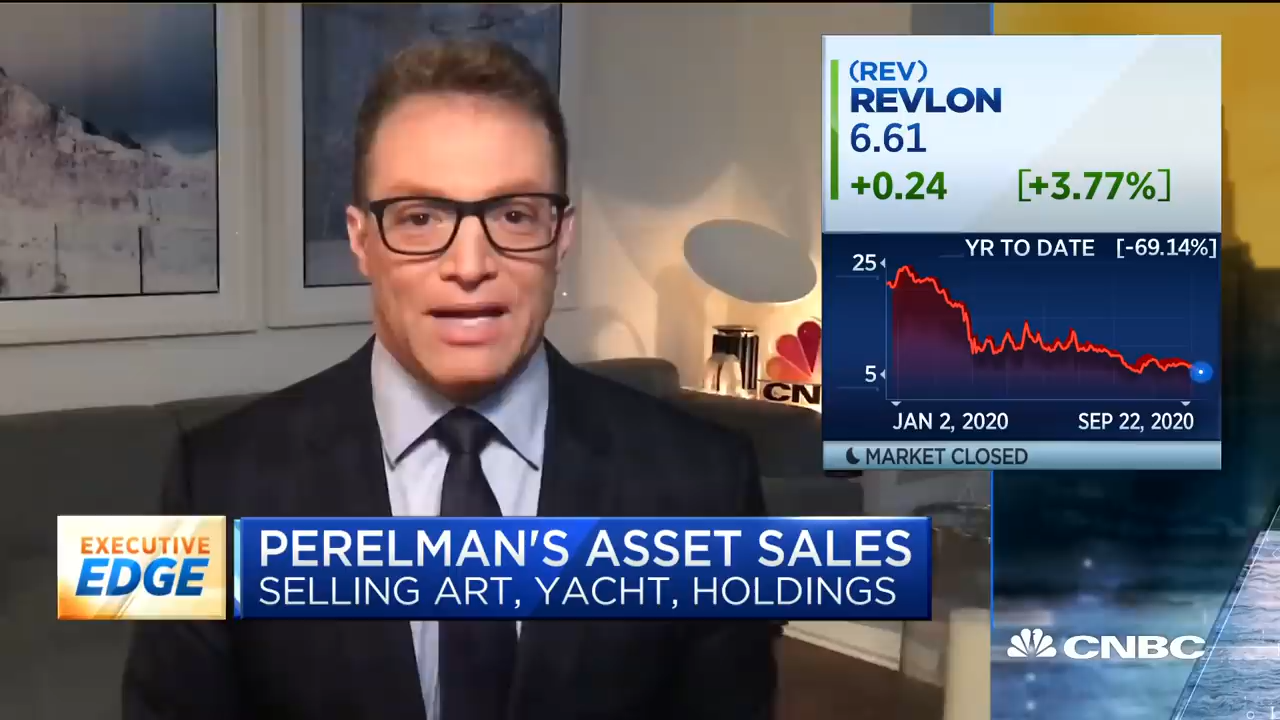 (REV)
REVLON
6.61
+0.24 [+3.77%]
YR TO DATE [-69.14%]
25
5
JAN 2, 2020 SEP 22, 2020
MARKET CLOSED
CN
EXECUTIVE
EDGE
PERELMAN'S ASSET SALES
SELLING ART, YACHT, HOLDINGS
CNBC